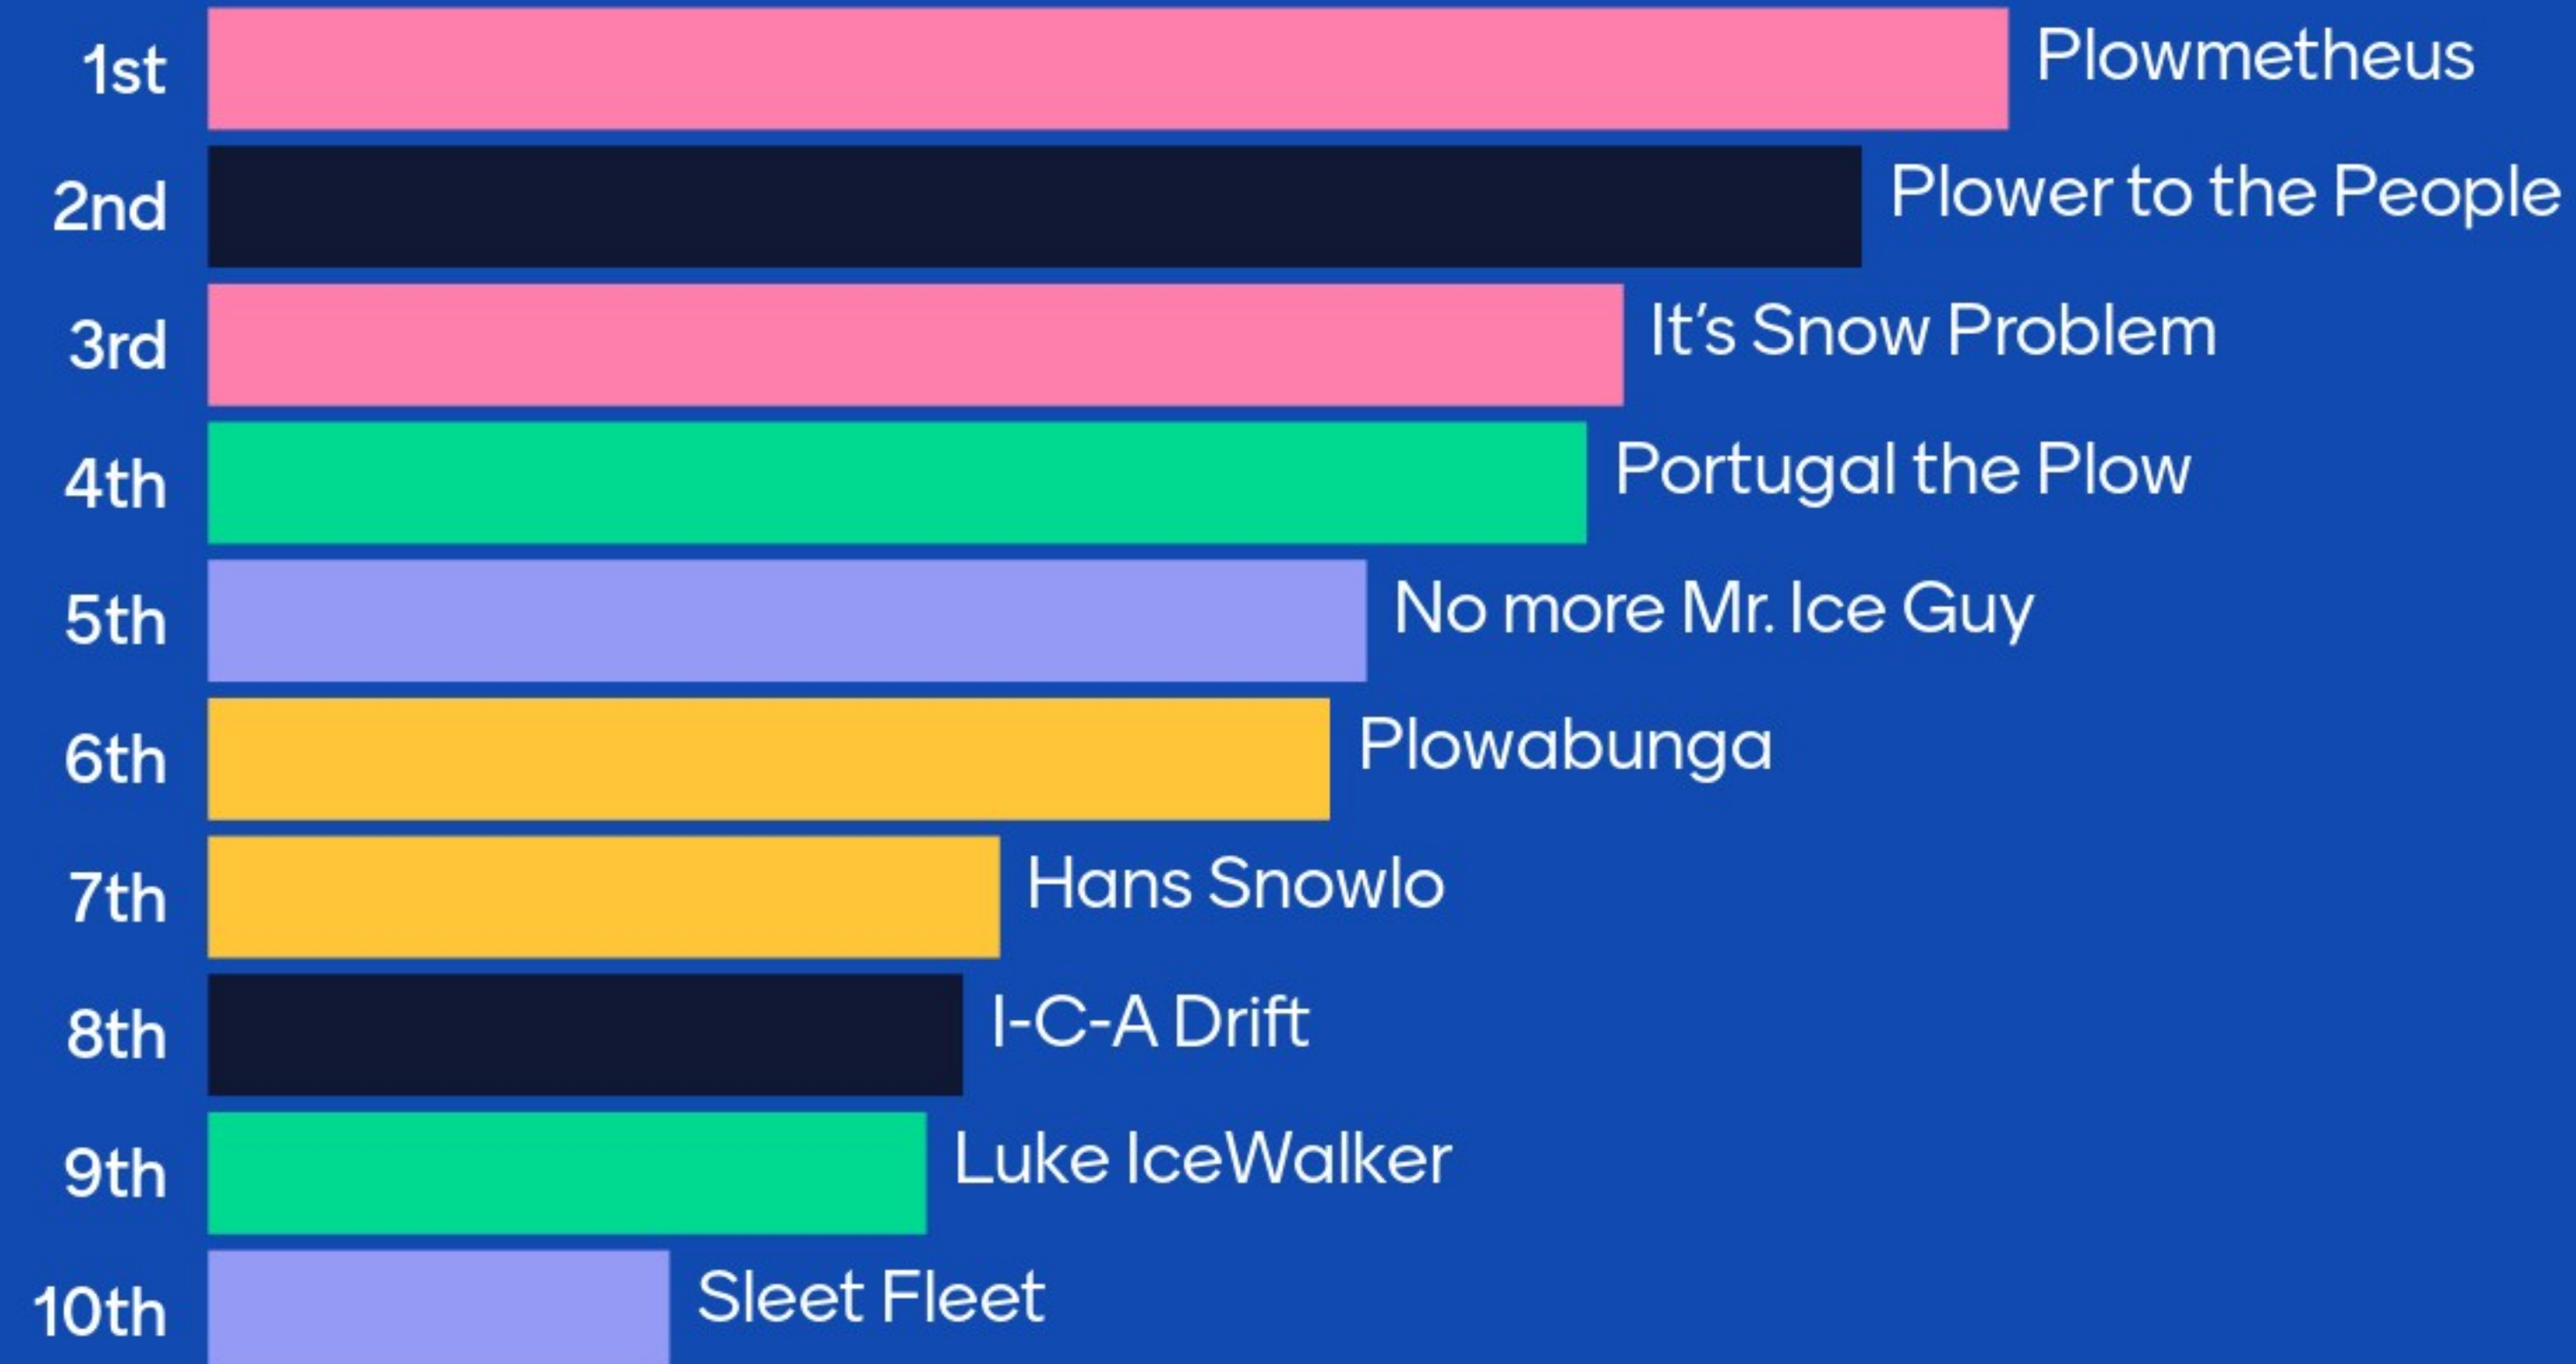 1st Plowmetheus
2nd Plower to the People
3rd It’s Snow Problem
4th Portugal the Plow
5th No more Mr. Ice Guy
6th Plowabunga
7th Hans Snowlo
8th I-C-A Drift
9th Luke IceWalker
10th Sleet Fleet